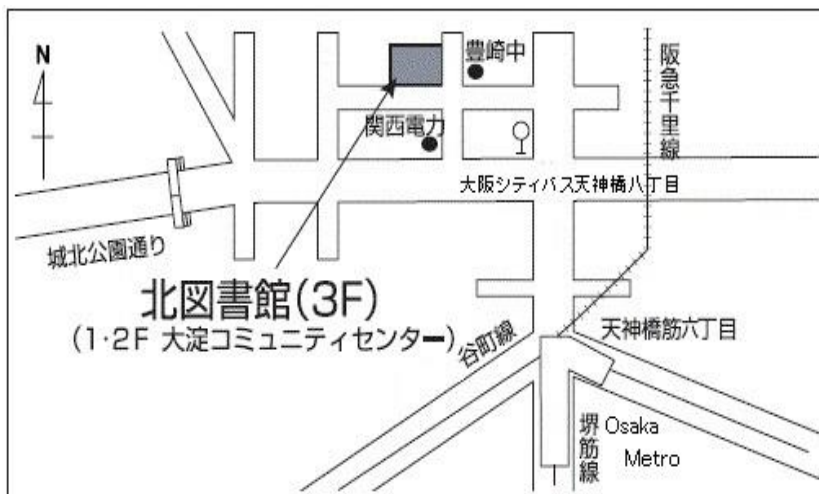 N
豊崎中
阪急千里線
関西電力
大阪シティバス天神橋八丁目
城北公園通り
北図書館(3F)
(1･2F 大淀コミュニティセンター)
谷町線
天神橋筋六丁目
堺筋線
Osaka
Metro